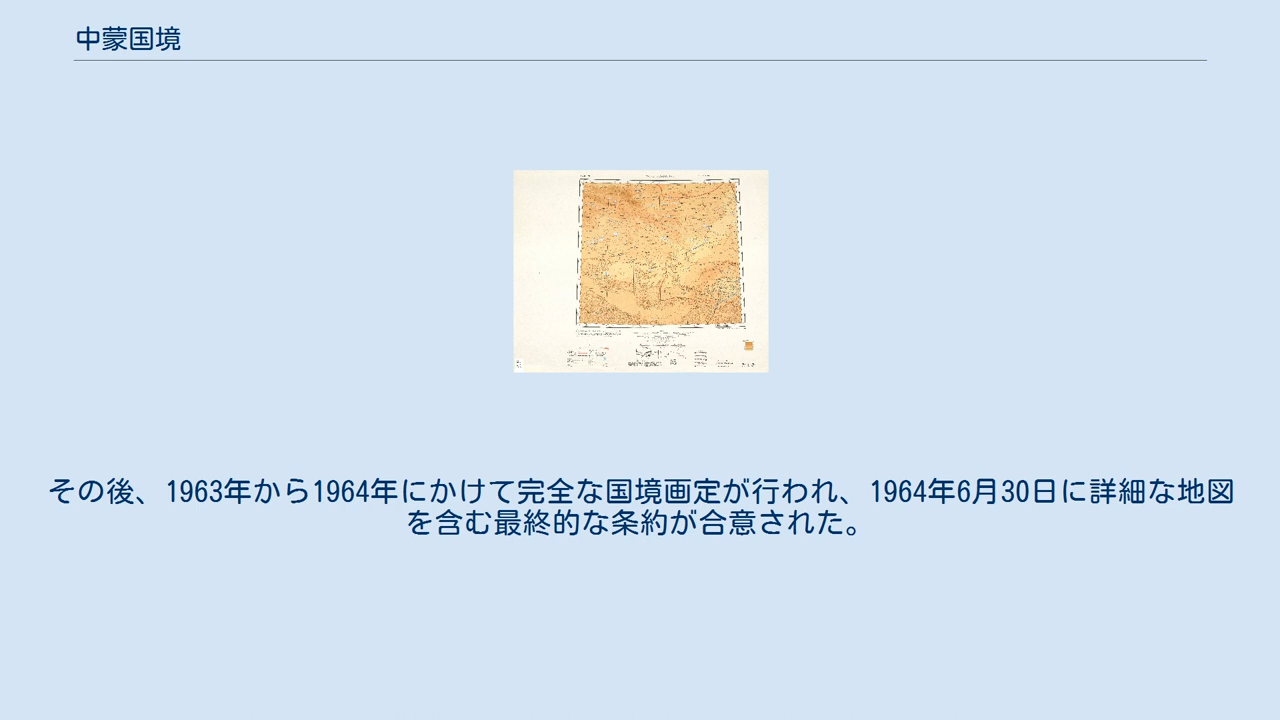 中蒙国境
その後、1963年から1964年にかけて完全な国境画定が行われ、1964年6月30日に詳細な地図
を含む最終的な条約が合意された。